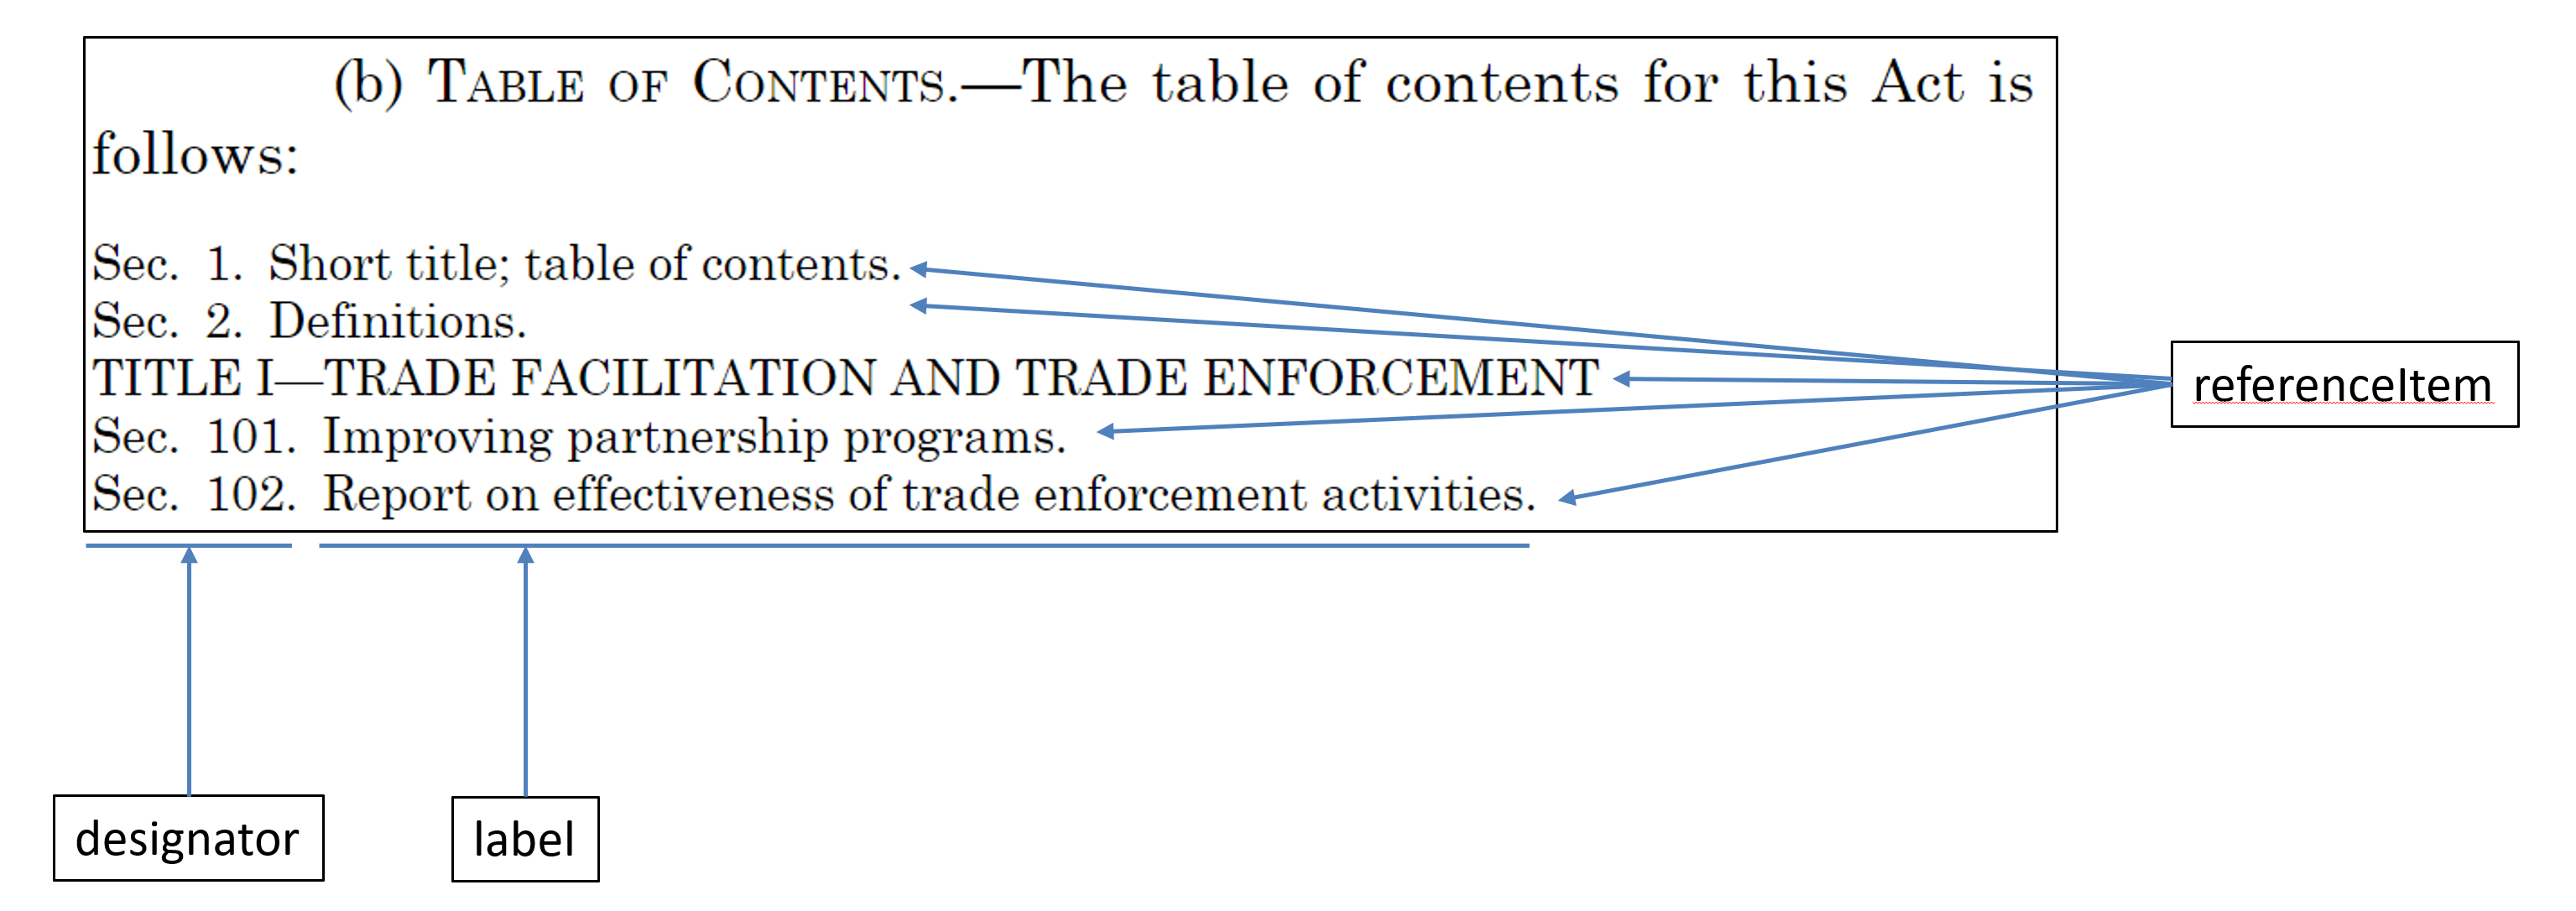 (b) TABLE OF CONTENTS.—The table of contents for this Act is
follows:
Sec. 1. Short title; table of contents.
Sec. 2. Definitions.
TITLE I—TRADE FACILITATION AND TRADE ENFORCEMENT
referenceItem
Sec. 101. Improving partnership programs.
Sec. 102. Report on effectiveness of trade enforcement activities.
designator
label